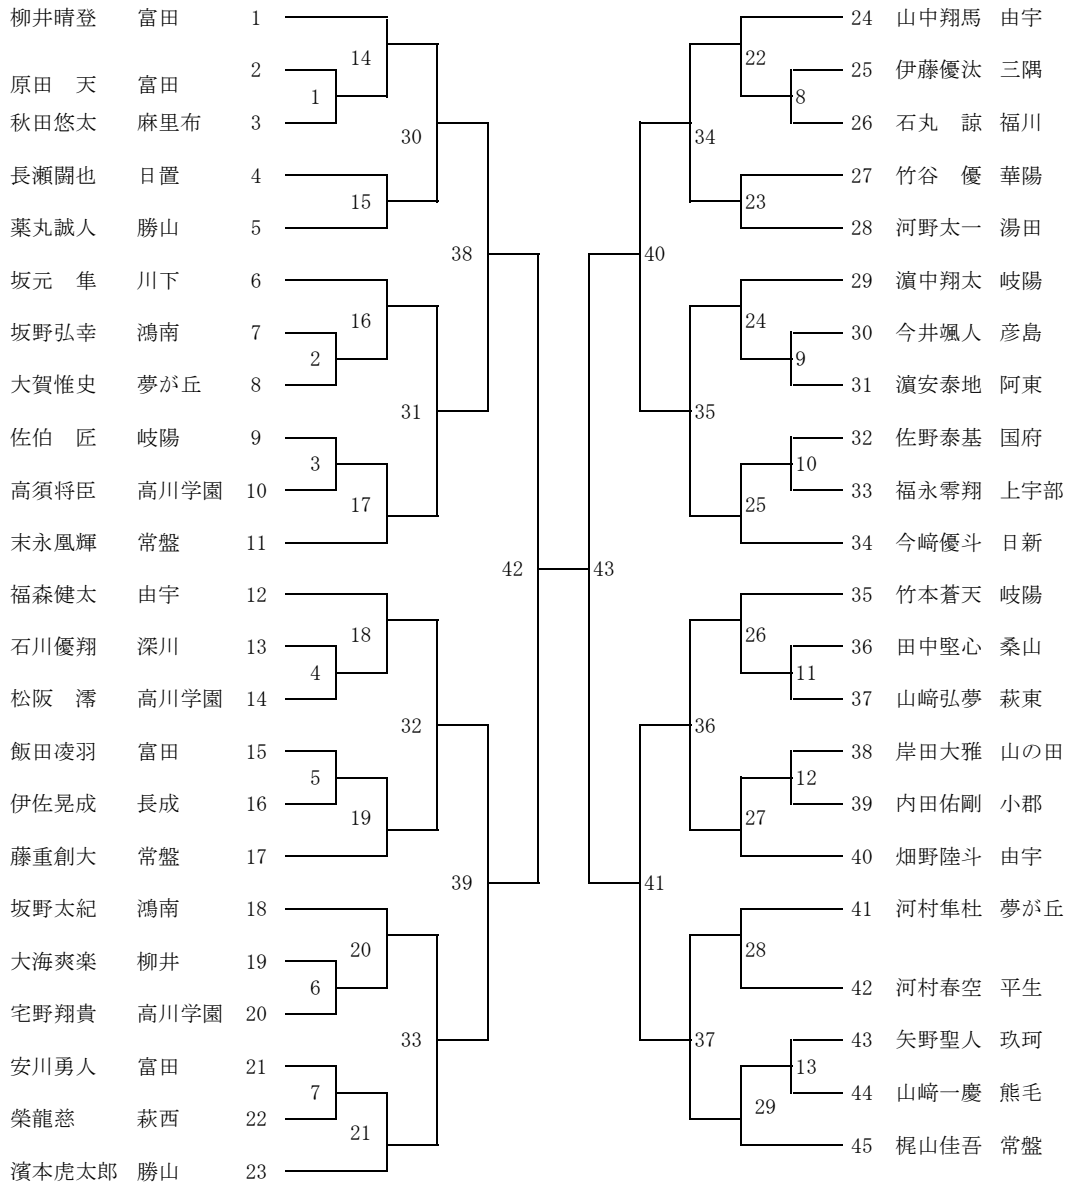 柳井晴登 富田 1
原田　天 富田 2
秋田悠太 麻里布 3
長瀬闘也 日置 4
薬丸誠人 勝山 5
坂元　隼 川下 6
坂野弘幸 鴻南 7
大賀惟史 夢が丘 8
佐伯　匠 岐陽 9
高須将臣 高川学園 10
末永凰輝 常盤 11
福森健太 由宇 12
石川優翔 深川 13
松阪　澪 高川学園 14
飯田凌羽 富田 15
伊佐晃成 長成 16
藤重創大 常盤 17
坂野太紀 鴻南 18
大海爽楽 柳井 19
宅野翔貴 高川学園 20
安川勇人 富田 21
榮龍慈 萩西 22
濱本虎太郎 勝山 23
1
2
3
4
5
6
7
14
15
16
17
18
19
20
21
30
31
32
33
38
39
42
43
40
41
34
35
36
37
22
23
24
25
26
27
28
29
8
9
10
11
12
13
24 山中翔馬 由宇
25 伊藤優汰 三隅
26 石丸　諒 福川
27 竹谷　優 華陽
28 河野太一 湯田
29 濵中翔太 岐陽
30 今井颯人 彦島
31 濵安泰地 阿東
32 佐野泰基 国府
33 福永零翔 上宇部
34 今﨑優斗 日新
35 竹本蒼天 岐陽
36 田中堅心 桑山
37 山﨑弘夢 萩東
38 岸田大雅 山の田
39 内田佑剛 小郡
40 畑野陸斗 由宇
41 河村隼杜 夢が丘
42 河村春空 平生
43 矢野聖人 玖珂
44 山﨑一慶 熊毛
45 梶山佳吾 常盤